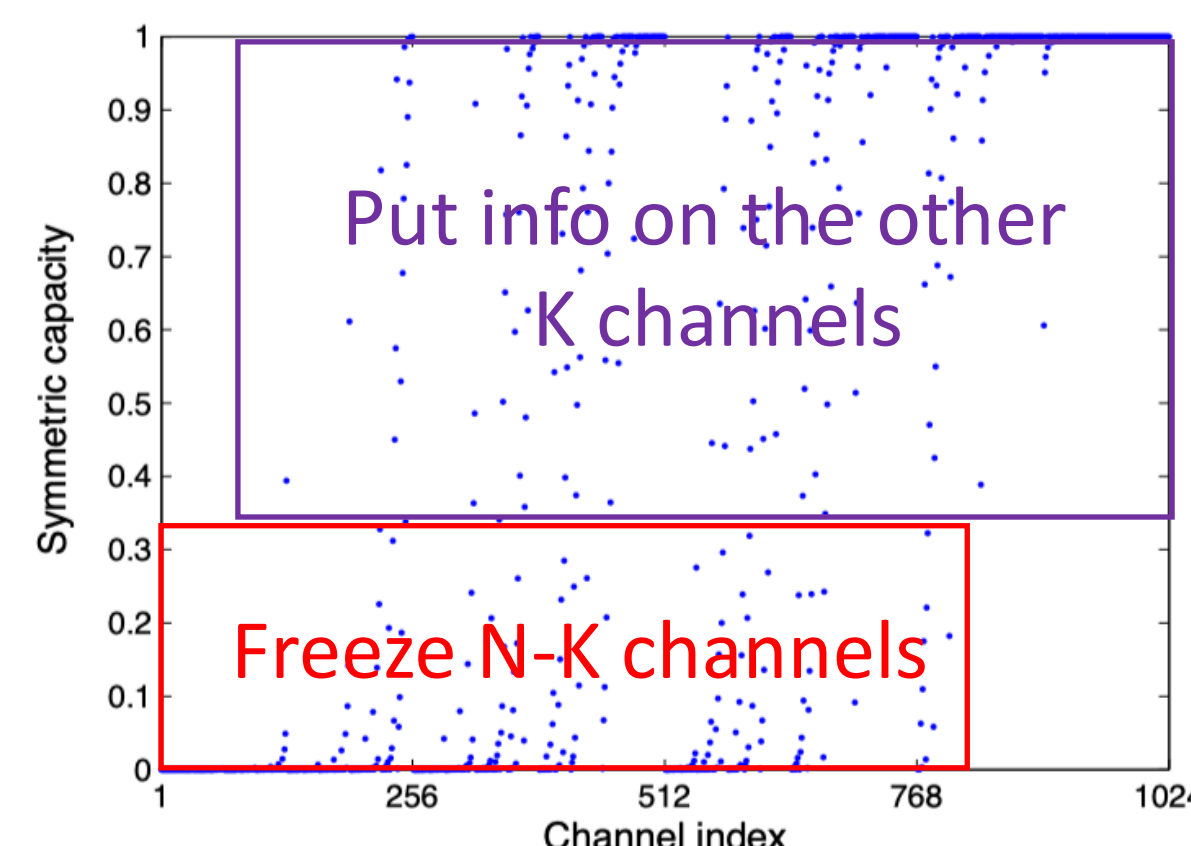 1
0.9
0.8
0.7
0.6
0.5
0.4
0.3
0.2
0.1
0
Symmetric capacity
Put info on the other
K channels
Freeze N-K channels
1 256 512 768 102
Channel index